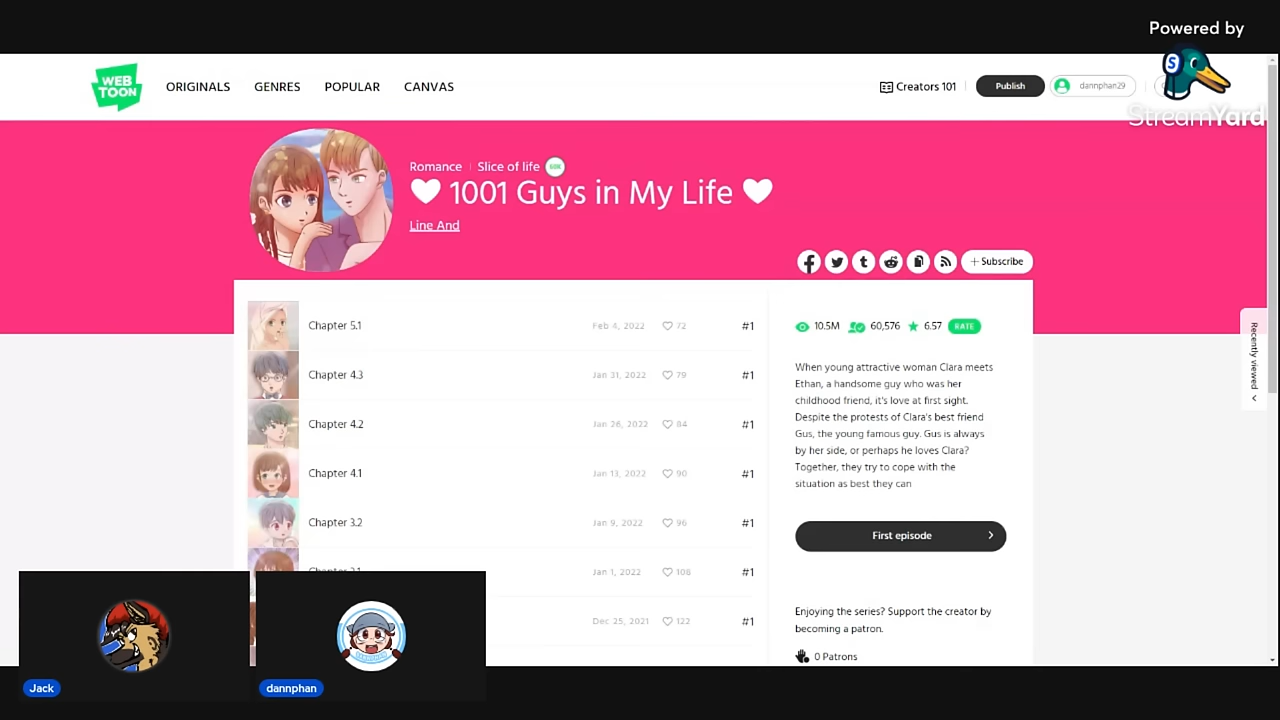 Powered by
StreamYard
WEB
TOON
ORIGINALS
GENRES
POPULAR
CANVAS
Creators 101
Publish
dannphan29
Romance
Slice of life
1001 Guys in My Life
Line And
+ Subscribe
Chapter 5.1
Feb 4, 2022
72
#1
Chapter 4.3
Jan 31, 2022
79
#1
Chapter 4.2
Jan 26, 2022
84
#1
Chapter 4.1
Jan 13, 2022
90
#1
Chapter 3.2
Jan 9, 2022
96
#1
Jan 1, 2022
108
#1
Dec 25, 2021
122
#1
10.5M
60,576
6.57
RATE
When young attractive woman Clara meets
Ethan, a handsome guy who was her
childhood friend, it's love at first sight.
Despite the protests of Clara's best friend
Gus, the young famous guy. Gus is always
by her side, or perhaps he loves Clara?
Together, they try to cope with the
situation as best they can
First episode
Enjoying the series? Support the creator by
becoming a patron.
0 Patrons
Recently viewed
Jack
dannphan